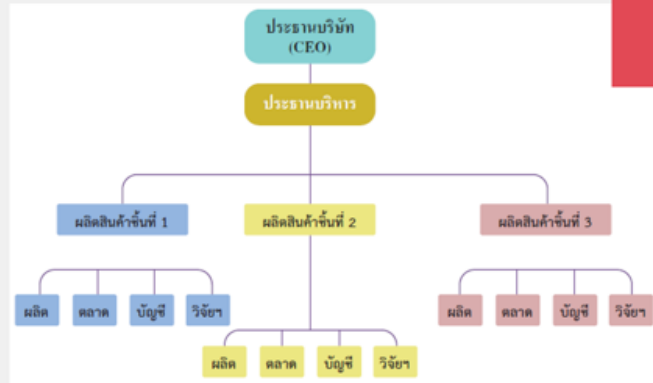 ประธานบริษัท
(CEO)
ประธานบริหาร
ผลิตสินค้าชิ้นที่ 1
ผลิตสินค้าชิ้นที่ 2
ผลิตสินค้าชิ้นที่ 3
ผลิต ตลาด บัญชี วิจัยฯ
ผลิต ตลาด บัญชี วิจัยฯ
ผลิต ตลาด บัญชี วิจัยฯ